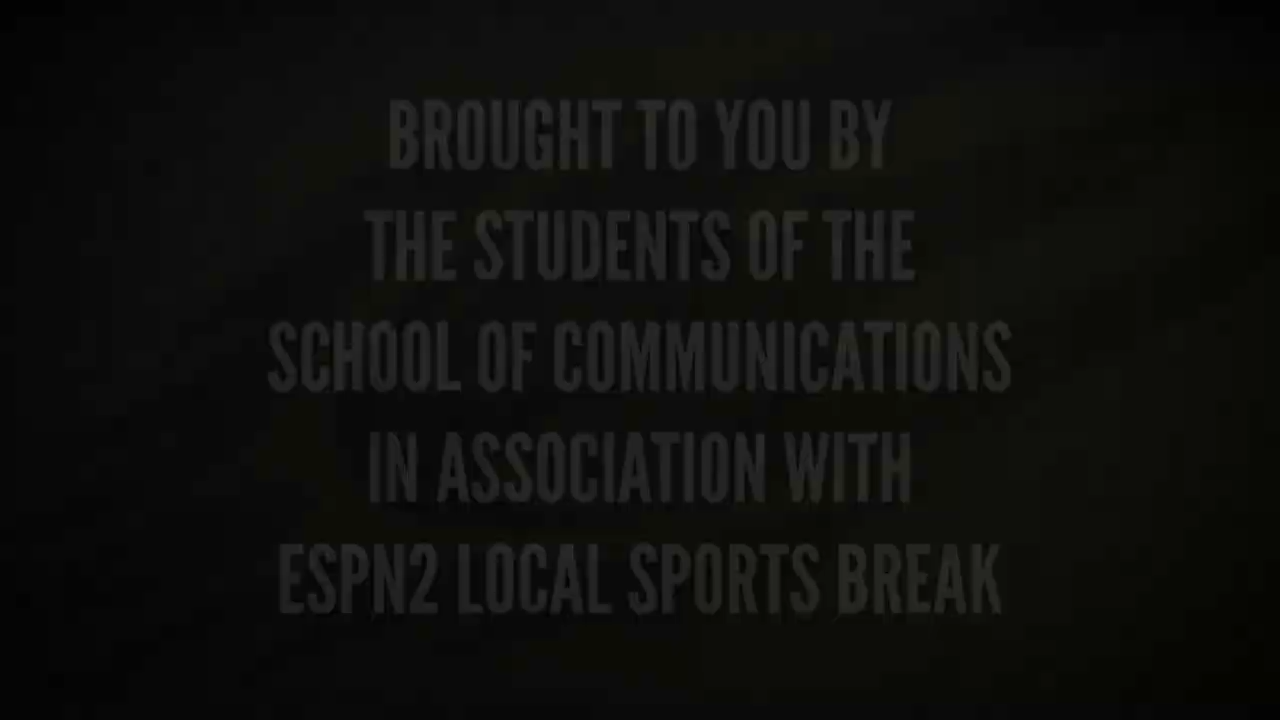 BROUGHT TO YOU BY
THE STUDENTS OF THE
SCHOOL OF COMMUNICATIONS
IN ASSOCIATION WITH
ESPN2 LOCAL SPORTS BREAK